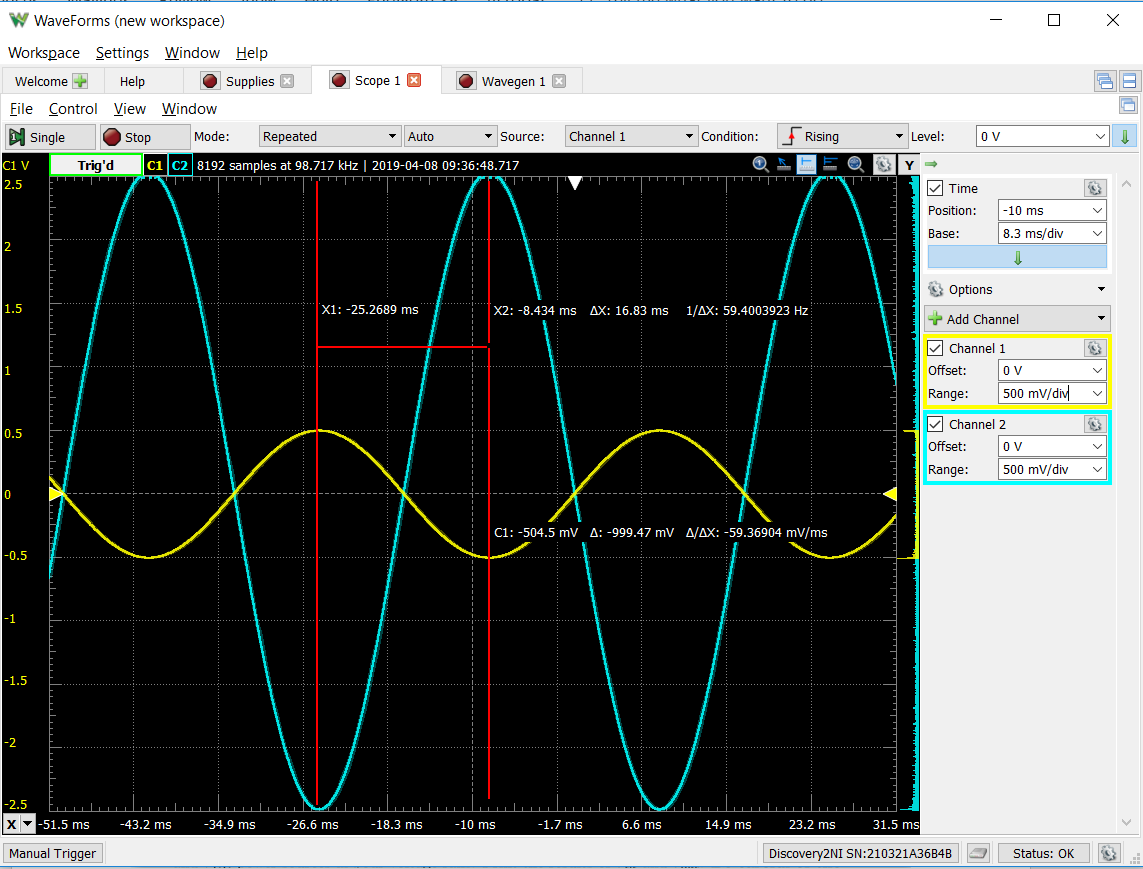 WaveForms (new workspace)
Workspace Settings Window Help
Welcome Help Supplies Scope 1 Wavegen 1
File Control View Window
Single Stop Mode: Repeated Auto Source: Channel 1 Condition: Rising Level: 0 V
C1 V Trig'd C1 C2 8192 samples at 98.717 kHz | 2019-04-08 09:36:48.717 Y
2.5
2
1.5
1
0.5
0
-0.5
-1
-1.5
-2
-2.5
X1: -25.2689 ms X2: -8.434 ms ΔX: 16.83 ms 1/ΔX: 59.4003923 Hz
C1: -504.5 mV Δ: -999.47 mV Δ/ΔX: -59.36904 mV/ms
X -51.5 ms -43.2 ms -34.9 ms -26.6 ms -18.3 ms -10 ms -1.7 ms 6.6 ms 14.9 ms 23.2 ms 31.5 ms
Time
Position: -10 ms
Base: 8.3 ms/div
Options
Add Channel
Channel 1
Offset: 0 V
Range: 500 mV/div
Channel 2
Offset: 0 V
Range: 500 mV/div
Manual Trigger Discovery2NI SN:210321A36B4B Status: OK